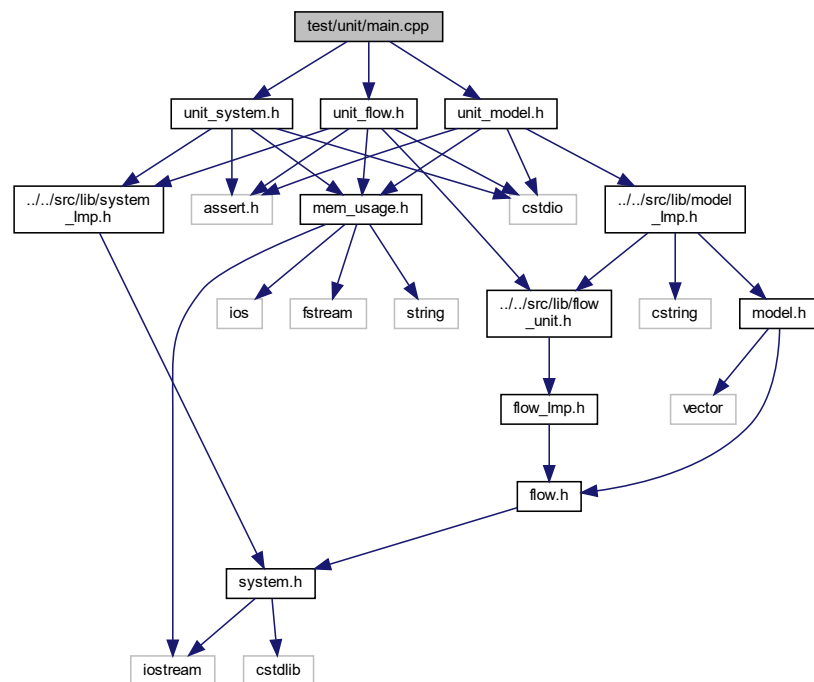 test/unit/main.cpp
unit_system.h
unit_flow.h
unit_model.h
../../src/lib/system
_Imp.h
assert.h
mem_usage.h
cstdio
../../src/lib/model
_Imp.h
ios
fstream
string
../../src/lib/flow
_unit.h
cstring
model.h
flow_Imp.h
vector
flow.h
system.h
iostream
cstdlib